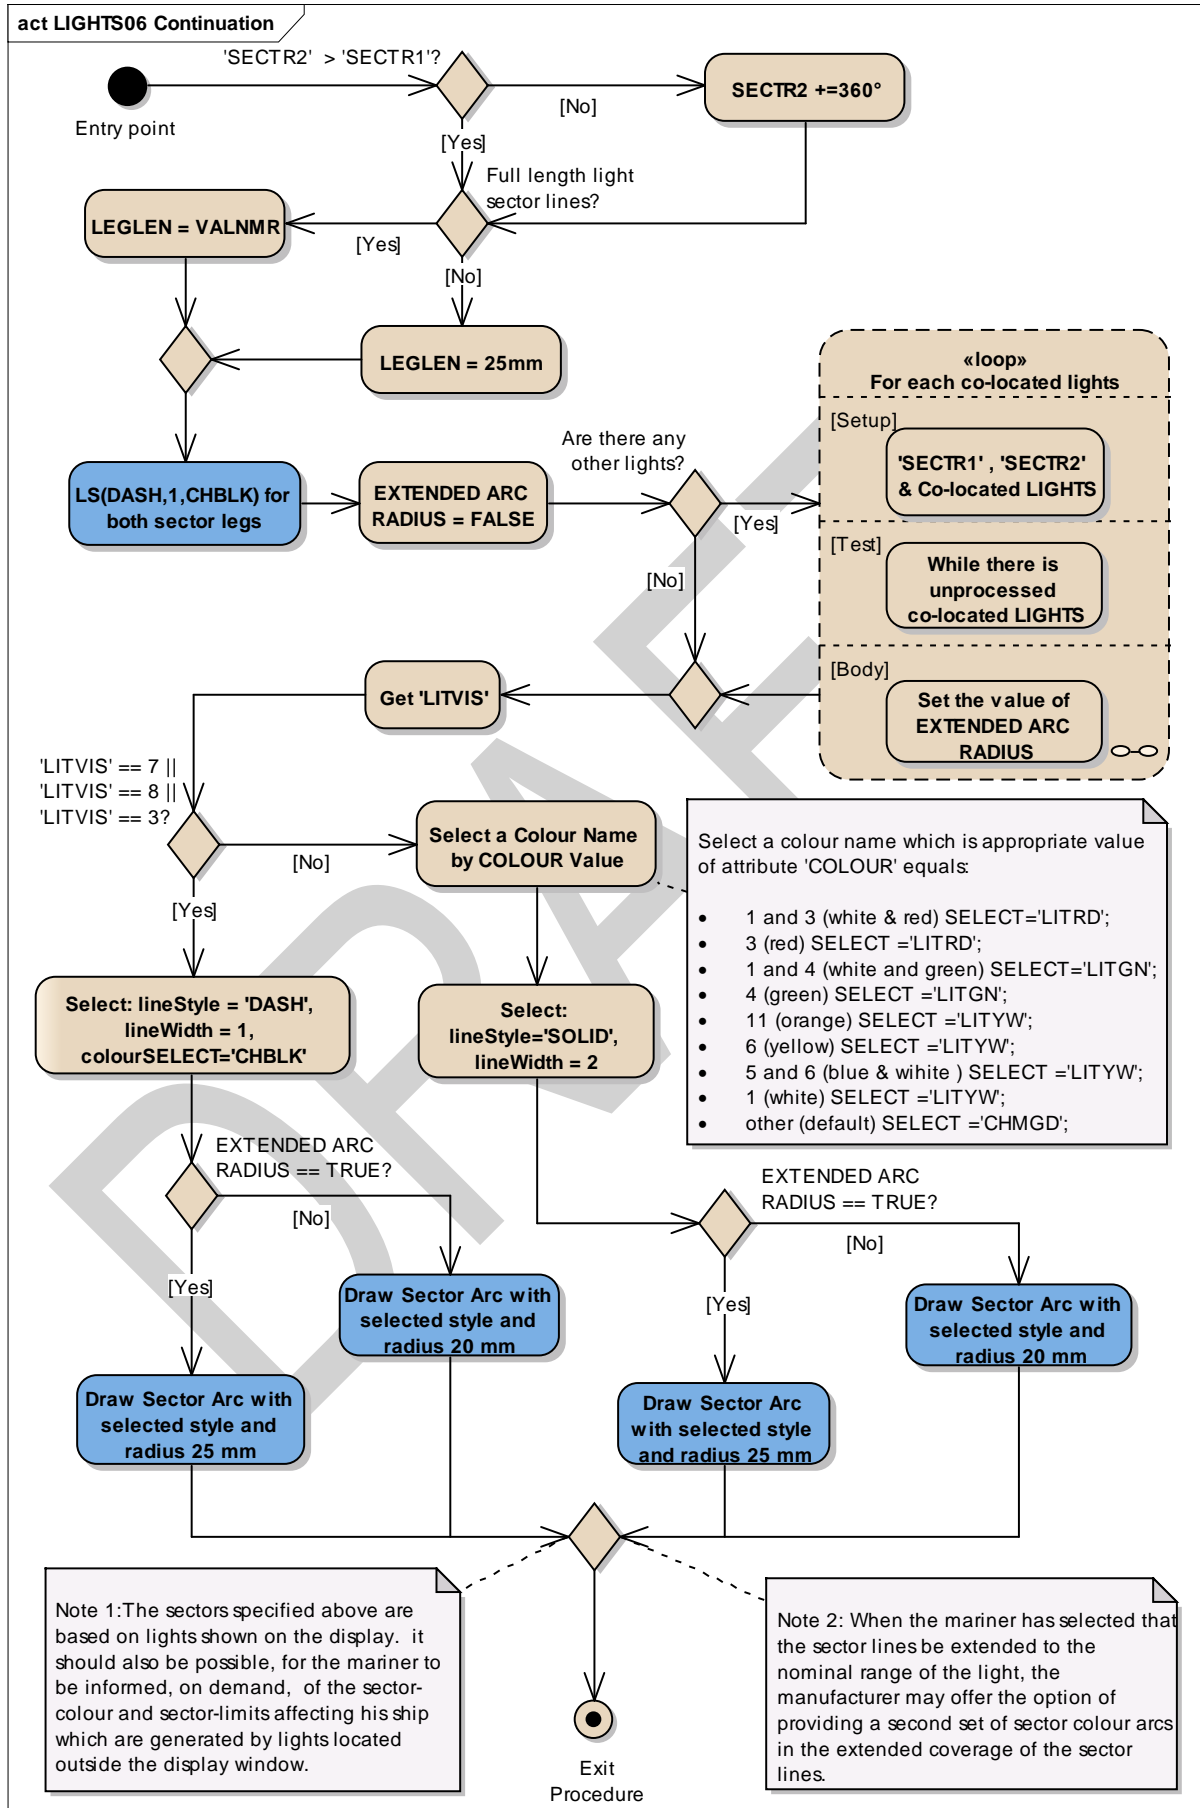 act LIGHTS06 Continuation
'SECTR2' > 'SECTR1'?
Entry point
[No]
SECTR2 +=360°
[Yes]
Full length light
sector lines?
LEGLEN = VALNMR
[Yes]
[No]
LEGLEN = 25mm
«loop»
For each co-located lights
[Setup]
'SECTR1' , 'SECTR2'
& Co-located LIGHTS
[Test]
While there is
unprocessed
co-located LIGHTS
[Body]
Set the value of
EXTENDED ARC
RADIUS
LS(DASH,1,CHBLK) for
both sector legs
EXTENDED ARC
RADIUS = FALSE
Are there any
other lights?
[Yes]
[No]
Get 'LITVIS'
'LITVIS' == 7 ||
'LITVIS' == 8 ||
'LITVIS' == 3?
[No]
Select a Colour Name
by COLOUR Value
Select a colour name which is appropriate value
of attribute 'COLOUR' equals:
• 1 and 3 (white & red) SELECT='LITRD';
• 3 (red) SELECT ='LITRD';
• 1 and 4 (white and green) SELECT='LITGN';
• 4 (green) SELECT ='LITGN';
• 11 (orange) SELECT ='LITYW';
• 6 (yellow) SELECT ='LITYW';
• 5 and 6 (blue & wihite ) SELECT ='LITYW';
• 1 (white) SELECT ='LITYW';
• other (default) SELECT ='CHMGD';
[Yes]
Select: lineStyle = 'DASH',
lineWidth = 1,
colourSELECT='CHBLK'
Select:
lineStyle='SOLID',
lineWidth = 2
EXTENDED ARC
RADIUS == TRUE?
[No]
[Yes]
Draw Sector Arc with
selected style and
radius 20 mm
Draw Sector Arc with
selected style and
radius 25 mm
EXTENDED ARC
RADIUS == TRUE?
[No]
[Yes]
Draw Sector Arc with
selected style and
radius 20 mm
Draw Sector Arc
with selected style
and radius 25 mm
Note 1:The sectors specified above are
based on lights shown on the display. it
should also be possible, for the mariner to
be informed, on demand, of the sector-
colour and sector-limits affecting his ship
which are generated by lights located
outside the display window.
Note 2: When the mariner has selected that
the sector lines be extended to the
nominal range of the light, the
manufacturer may offer the option of
providing a second set of sector colour arcs
in the extended coverage of the sector
lines.
Exit
Procedure
DRAFT